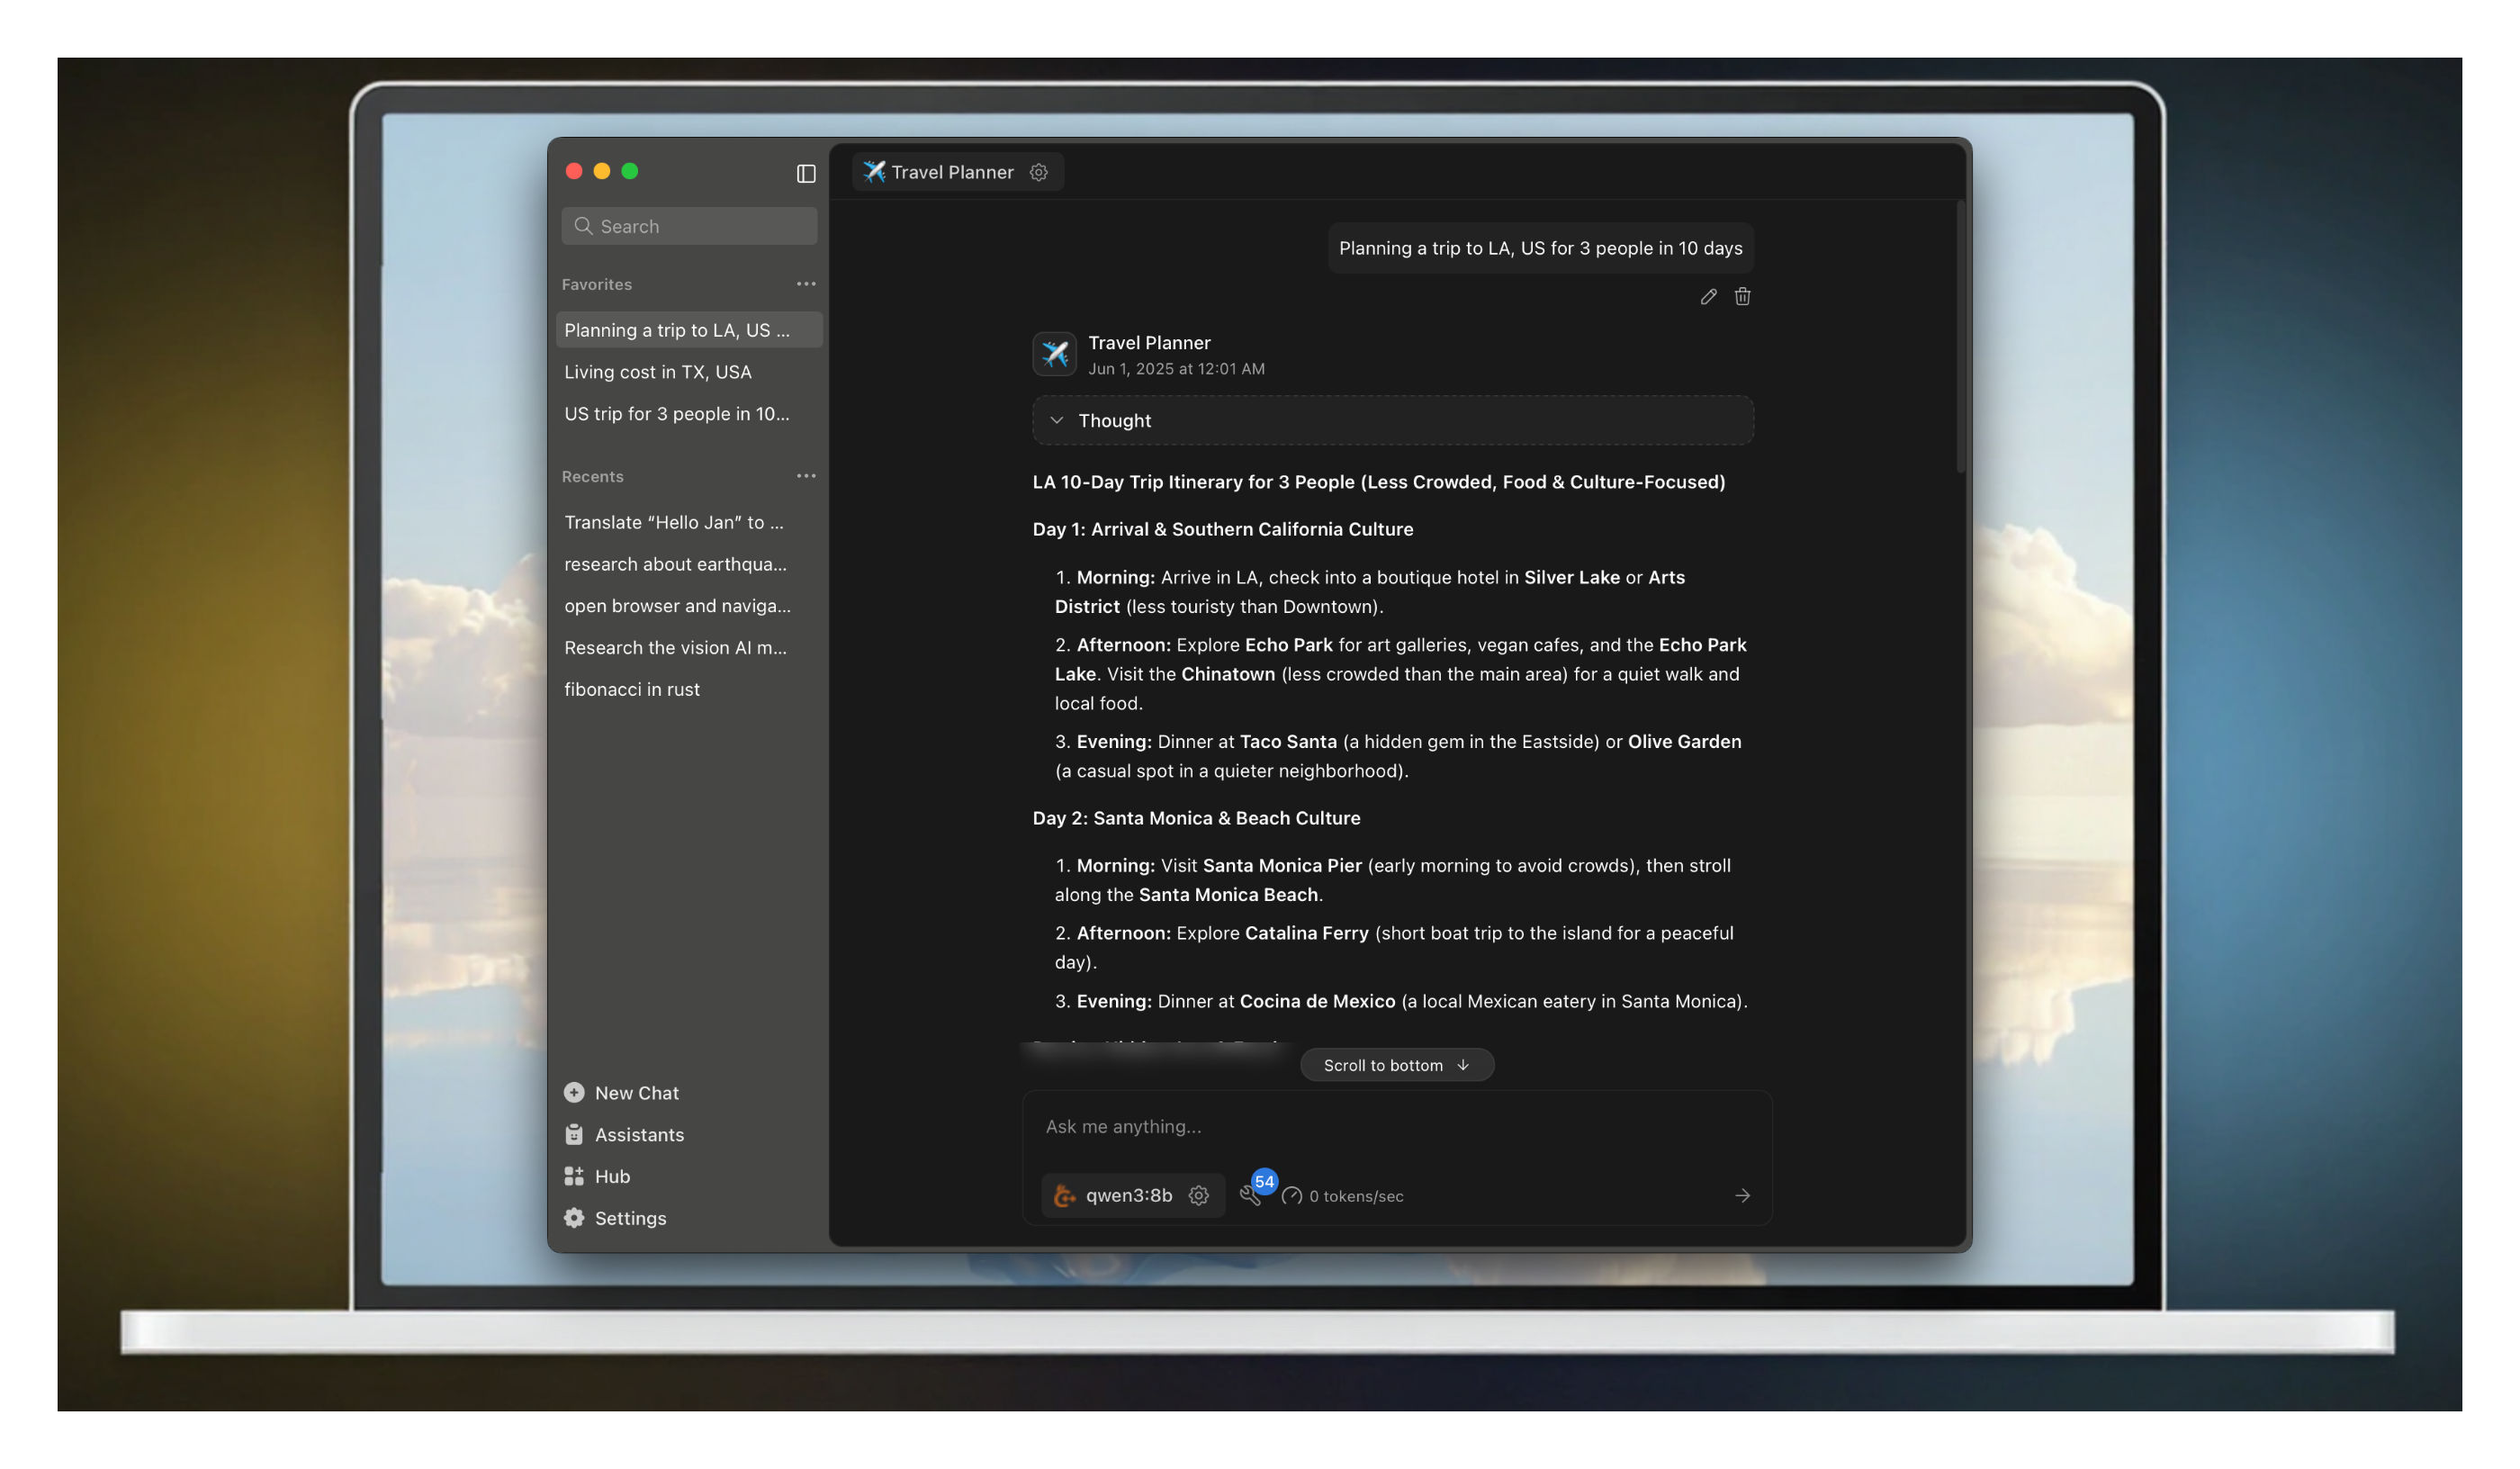 Travel Planner
Search
Favorites
Planning a trip to LA, US ...
Living cost in TX, USA
US trip for 3 people in 10...
Recents
Translate “Hello Jan” to ...
research about earthqua...
open browser and naviga...
Research the vision AI m...
fibonacci in rust
New Chat
Assistants
Hub
Settings
Planning a trip to LA, US for 3 people in 10 days
Travel Planner
Jun 1, 2025 at 12:01 AM
Thought
LA 10-Day Trip Itinerary for 3 People (Less Crowded, Food & Culture-Focused)
Day 1: Arrival & Southern California Culture
1. Morning: Arrive in LA, check into a boutique hotel in Silver Lake or Arts
District (less touristy than Downtown).
2. Afternoon: Explore Echo Park for art galleries, vegan cafes, and the Echo Park
Lake. Visit the Chinatown (less crowded than the main area) for a quiet walk and
local food.
3. Evening: Dinner at Taco Santa (a hidden gem in the Eastside) or Olive Garden
(a casual spot in a quieter neighborhood).
Day 2: Santa Monica & Beach Culture
1. Morning: Visit Santa Monica Pier (early morning to avoid crowds), then stroll
along the Santa Monica Beach.
2. Afternoon: Explore Catalina Ferry (short boat trip to the island for a peaceful
day).
3. Evening: Dinner at Cocina de Mexico (a local Mexican eatery in Santa Monica).
Scroll to bottom
Ask me anything...
qwen3:8b
54
0 tokens/sec